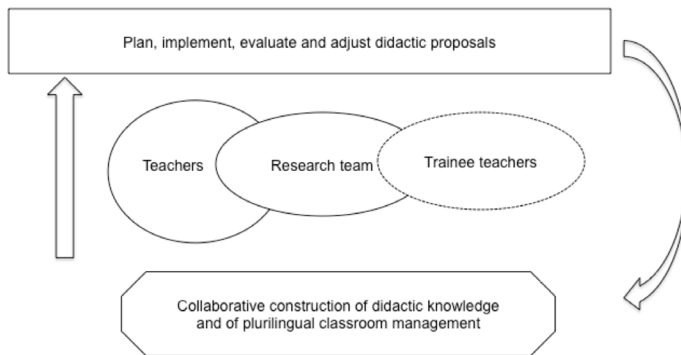 Plan, implement, evaluate and adjust didactic proposals
Teachers
Research team
Trainee teachers
Collaborative construction of didactic knowledge
and of plurilingual classroom management